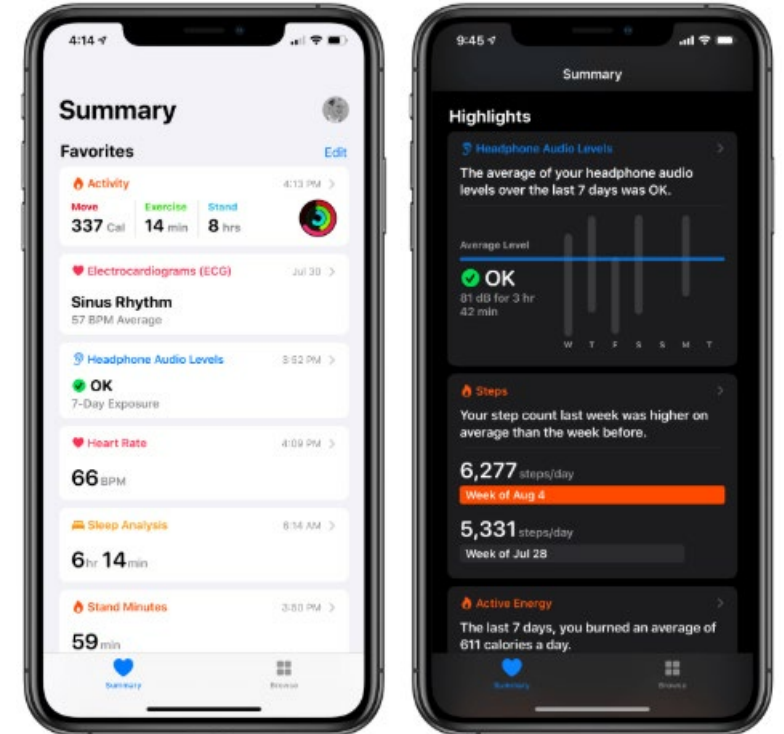 4:14
Summary
Favorites
Edit
Activity
4:13 PM
Move
Exercise
Stand
337 Cal
14 min
8 hrs
Electrocardiograms (ECG)
Jul 30
Sinus Rhythm
57 BPM Average
Headphone Audio Levels
3:52 PM
OK
7-Day Exposure
Heart Rate
4:09 PM
66 BPM
Sleep Analysis
6:14 AM
6 hr 14 min
Stand Minutes
3:50 PM
59 min
Summary
Browse
9:45
Summary
Highlights
Headphone Audio Levels
The average of your headphone audio
levels over the last 7 days was OK.
Average Level
OK
81 dB for 3 hr
42 min
W T F S S M T
Steps
Your step count last week was higher on
average than the week before.
6,277 steps/day
Week of Aug 4
5,331 steps/day
Week of Jul 28
Active Energy
The last 7 days, you burned an average of
611 calories a day.
Summary
Browse